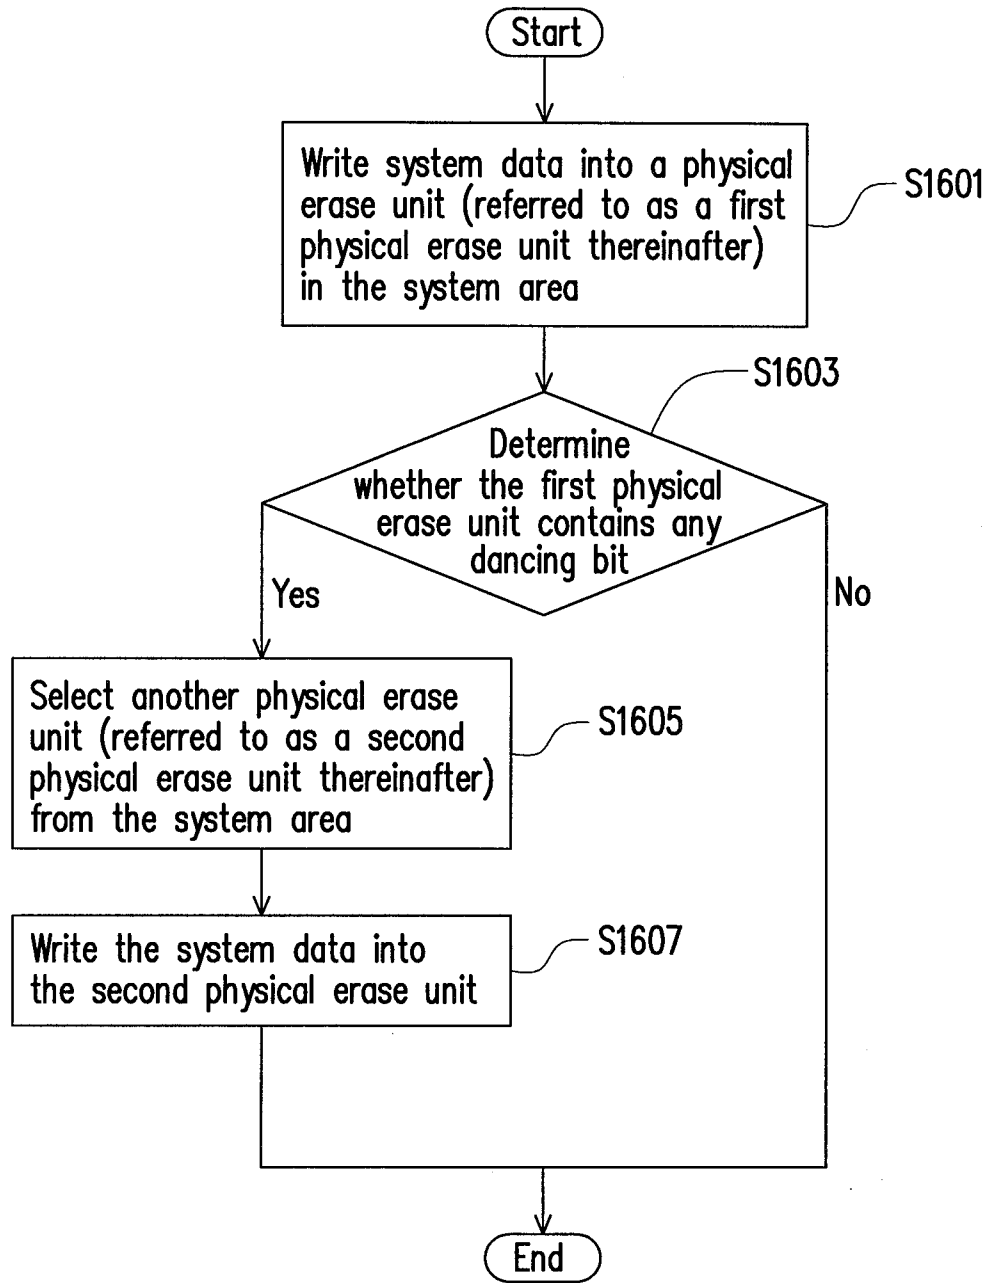 Start
Write system data into a physical
erase unit (referred to as a first
physical erase unit thereinafter)
in the system area
S1601
S1603
Determine
whether the first physical
erase unit contains any
dancing bit
Yes
No
Select another physical erase
unit (referred to as a second
physical erase unit thereinafter)
from the system area
S1605
Write the system data into
the second physical erase unit
S1607
End